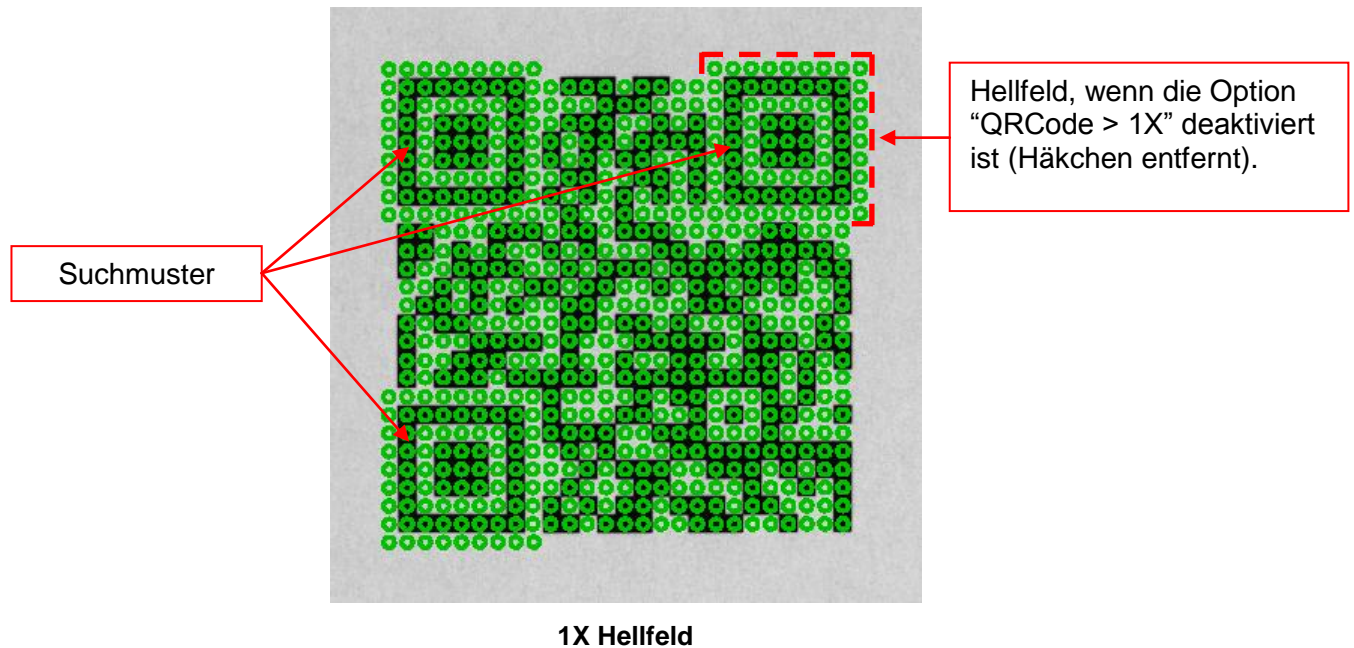 Hellfeld, wenn die Option
“QRCode > 1X” deaktiviert
ist (Häkchen entfernt).
Suchmuster
1X Hellfeld